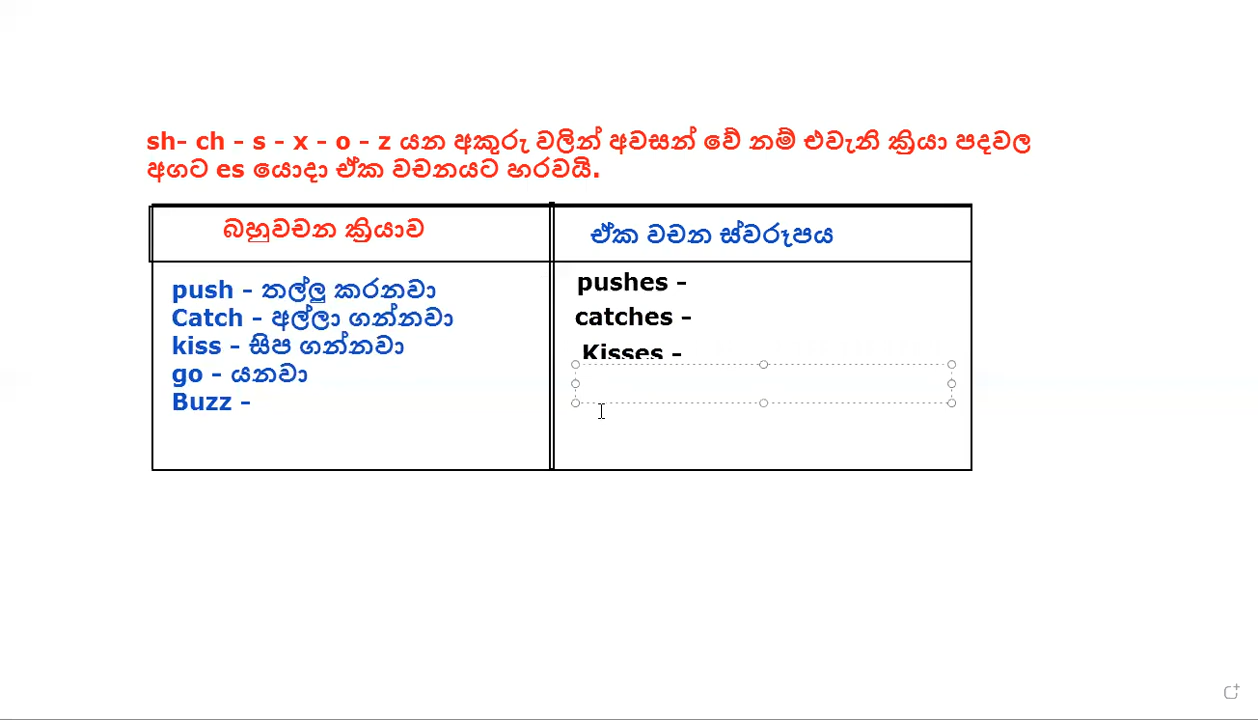 sh- ch - s - x - o - z යන අකුරු වලින් අවසන් වේ නම් එවැනි ක්‍රියා පදවල
අගට es යොදා ඒක වචනයට හරවයි.
බහුවචන ක්‍රියාව
ඒක වචන ස්වරූපය
push - තල්ලු කරනවා
Catch - අල්ලා ගන්නවා
kiss - සිප ගන්නවා
go - යනවා
Buzz -
pushes -
catches -
Kisses -